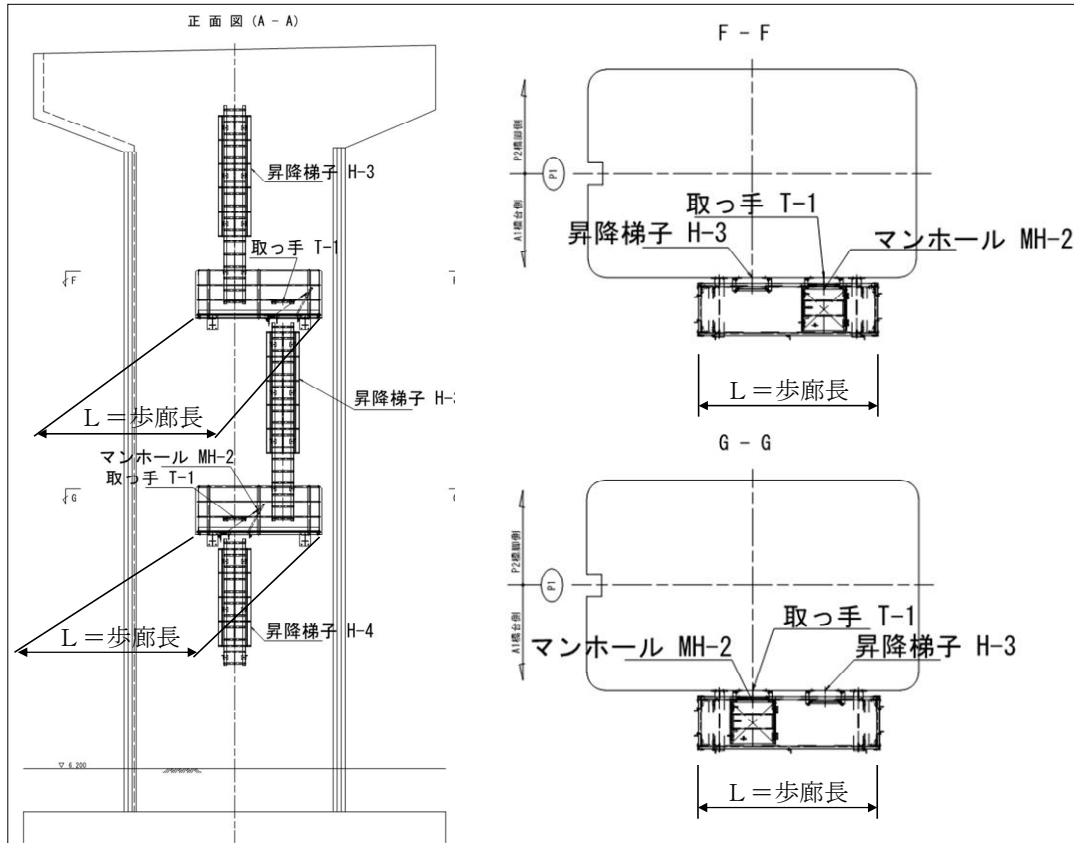 正面図(A-A)
昇降梯子 H-3
取っ手 T-1
F
L＝歩廊長
昇降梯子 H-
マンホール MH-2
取っ手 T-1
G
L＝歩廊長
昇降梯子 H-4
▽ 6.200
F - F
P2橋脚側
P1
A1橋台側
取っ手 T-1
昇降梯子 H-3
マンホール MH-2
L＝歩廊長
G - G
P2橋脚側
P1
A1橋台側
取っ手 T-1
マンホール MH-2
昇降梯子 H-3
L＝歩廊長